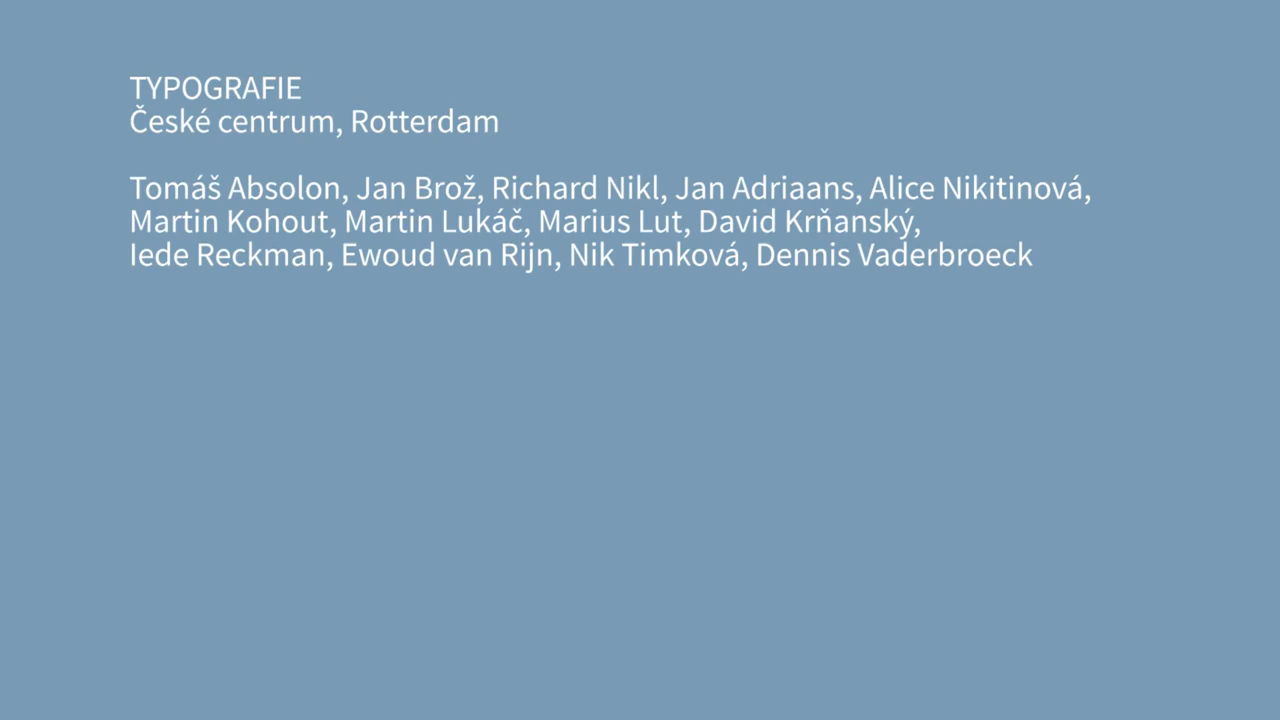 TYPOGRAFIE
České centrum, Rotterdam
Tomáš Absolon, Jan Brož, Richard Nikl, Jan Adriaans, Alice Nikitinová,
Martin Kohout, Martin Lukáč, Marius Lut, David Krňanský,
Iede Reckman, Ewoud van Rijn, Nik Timková, Dennis Vaderbroeck